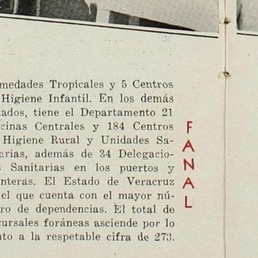 medades Tropicales y 5 Centros
Higiene Infantil. En los demás
ados, tiene el Departamento 21
cinas Centrales y 184 Centros
Higiene Rural y Unidades Sa-
arias, además de 34 Delegacio-
Sanitarias en los puertos y
nteras. El Estado de Veracruz
el que cuenta con el mayor nú-
ro de dependencias. El total de
ursales foráneas asciende por lo
nto a la respetable cifra de 273.
FANAL